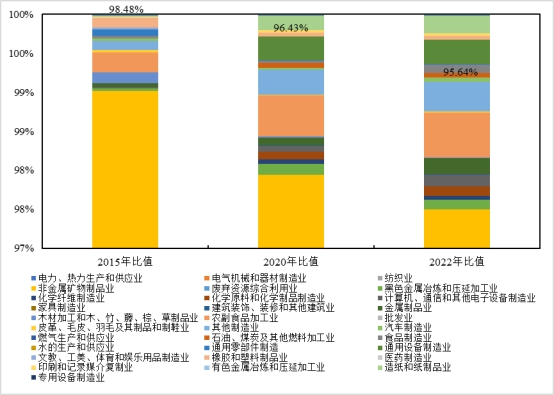 98.48%
100%
96.43%
100%
95.64%
99%
99%
98%
98%
97%
2015年比值 2020年比值 2022年比值
电力、热力生产和供应业 电气机械和器材制造业 纺织业
非金属矿物制品业 废弃资源综合利用业 黑色金属冶炼和压延加工业
化学纤维制造业 化学原料和化学制品制造业 计算机、通信和其他电子设备制造业
家具制造业 建筑装饰、装修和其他建筑业 金属制品业
木材加工和木、竹、藤、棕、草制品业 农副食品加工业 批发业
皮革、毛皮、羽毛及其制品和制鞋业 其他制造业 汽车制造业
燃气生产和供应业 石油、煤炭及其他燃料加工业 食品制造业
水的生产和供应业 通用零部件制造 通用设备制造业
文教、工美、体育和娱乐用品制造业 橡胶和塑料制品业 医药制造业
印刷和记录媒介复制业 有色金属冶炼和压延加工业 造纸和纸制品业
专用设备制造业